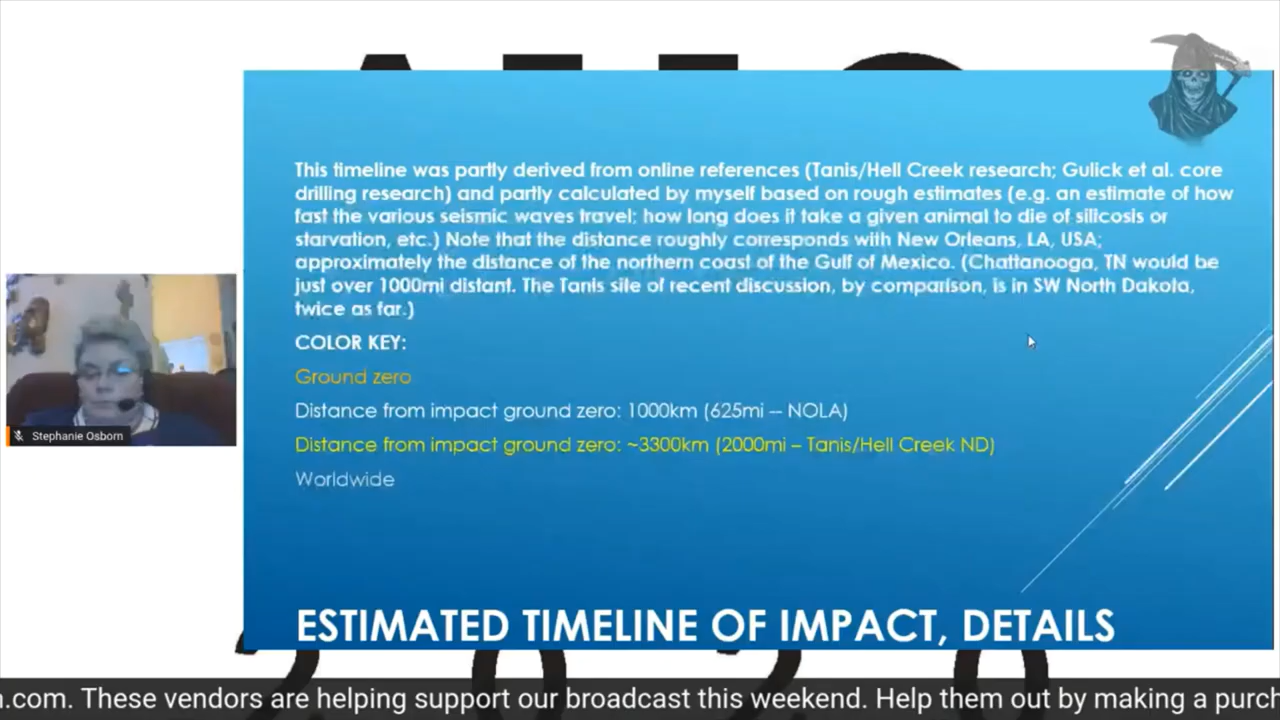 This timeline was partly derived from online references (Tanis/Hell Creek research; Gulick et al. core
drilling research) and partly calculated by myself based on rough estimates (e.g. an estimate of how
fast the various seismic waves travel; how long does it take a given animal to die of silicosis or
starvation, etc.) Note that the distance roughly corresponds with New Orleans, LA, USA;
approximately the distance of the northern coast of the Gulf of Mexico. (Chattanooga, TN would be
just over 1000mi distant. The Tanis site of recent discussion, by comparison, is in SW North Dakota,
twice as far.)
COLOR KEY:
Ground zero
Distance from impact ground zero: 1000km (625mi -- NOLA)
Distance from impact ground zero: ~3300km (2000mi – Tanis/Hell Creek ND)
Worldwide
Stephanie Osborn
ESTIMATED TIMELINE OF IMPACT, DETAILS
2020
n.com. These vendors are helping support our broadcast this weekend. Help them out by making a purch